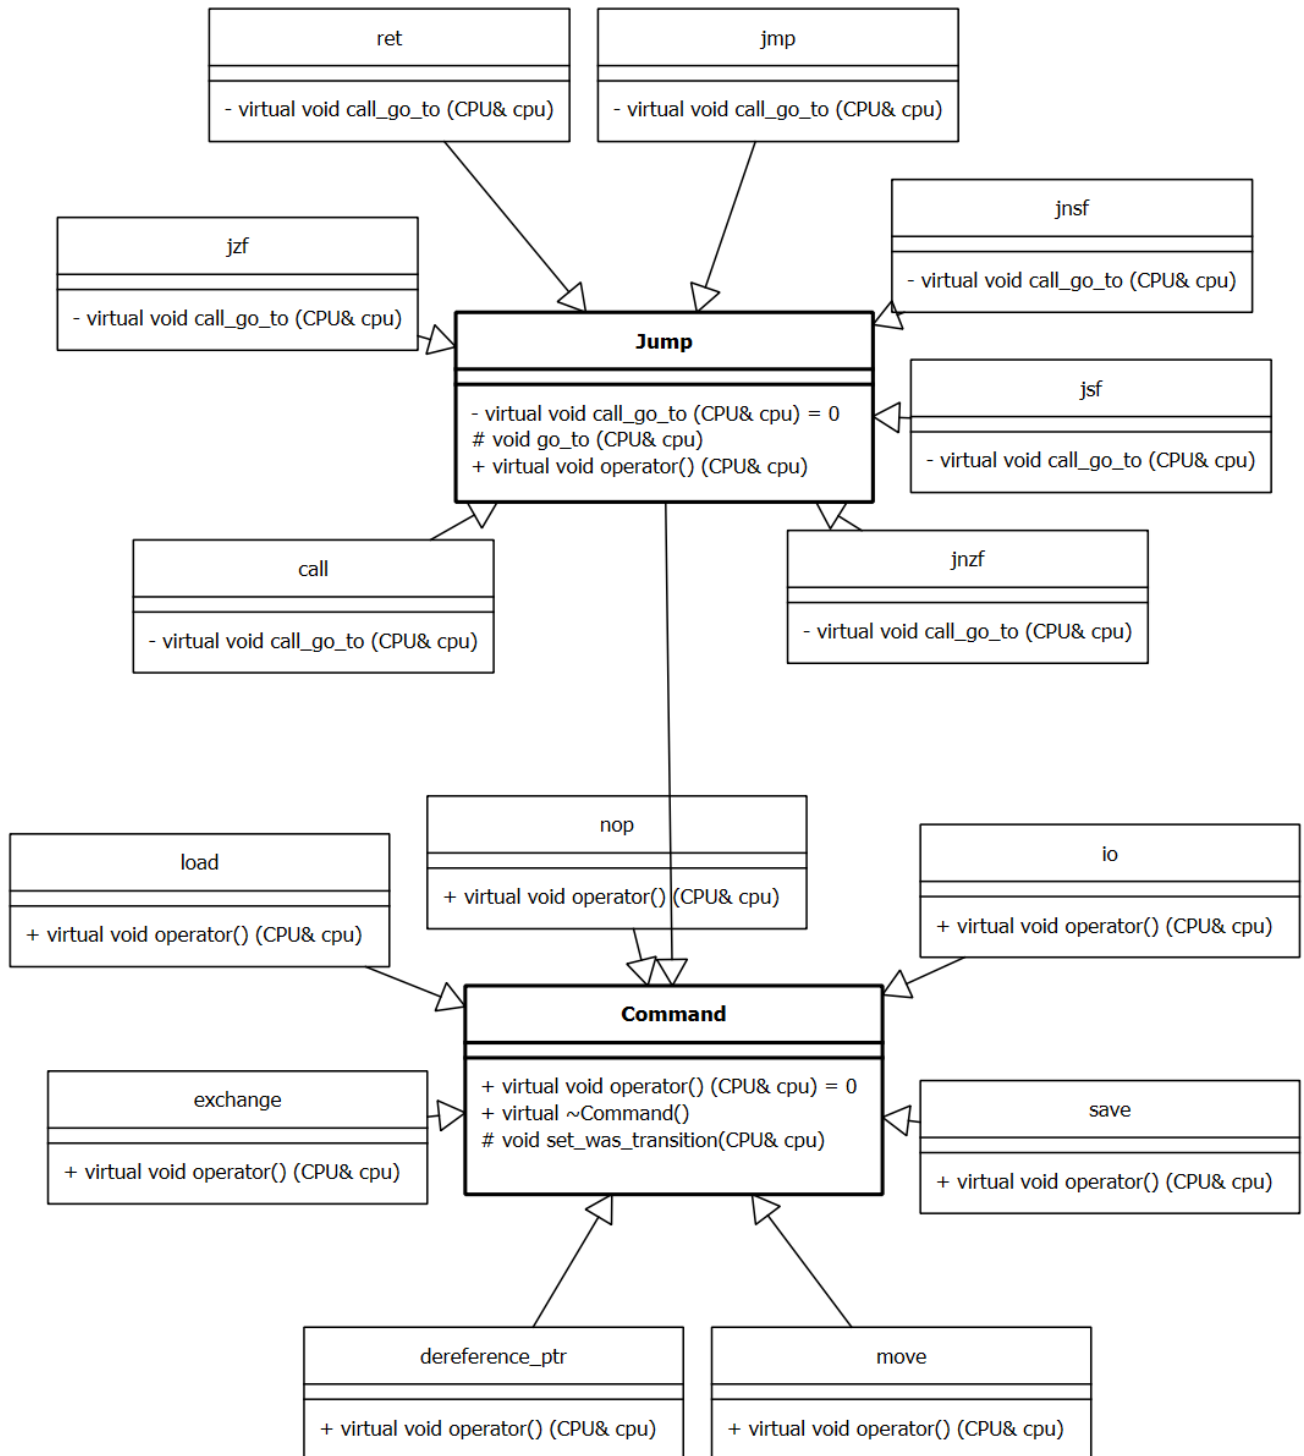 ret
- virtual void call_go_to (CPU& cpu)
jmp
- virtual void call_go_to (CPU& cpu)
jnsf
- virtual void call_go_to (CPU& cpu)
jzf
- virtual void call_go_to (CPU& cpu)
Jump
- virtual void call_go_to (CPU& cpu) = 0
# void go_to (CPU& cpu)
+ virtual void operator() (CPU& cpu)
jsf
- virtual void call_go_to (CPU& cpu)
call
- virtual void call_go_to (CPU& cpu)
jnzf
- virtual void call_go_to (CPU& cpu)
nop
+ virtual void operator() (CPU& cpu)
load
+ virtual void operator() (CPU& cpu)
io
+ virtual void operator() (CPU& cpu)
Command
+ virtual void operator() (CPU& cpu) = 0
+ virtual ~Command()
# void set_was_transition(CPU& cpu)
exchange
+ virtual void operator() (CPU& cpu)
save
+ virtual void operator() (CPU& cpu)
dereference_ptr
+ virtual void operator() (CPU& cpu)
move
+ virtual void operator() (CPU& cpu)